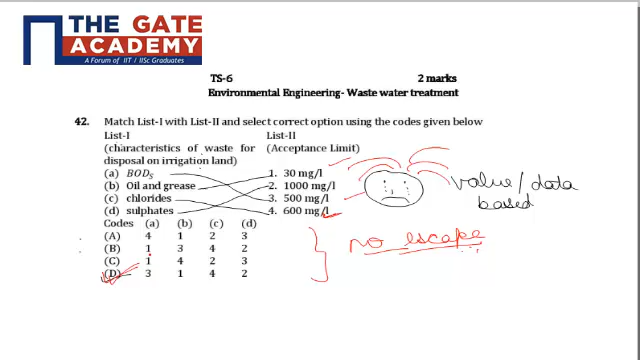 THE GATE
ACADEMY
A Forum of IIT / IISc Graduates
TS-6 2 marks
Environmental Engineering- Waste water treatment
42. Match List-I with List-II and select correct option using the codes given below
List-I List-II
(characteristics of waste for (Acceptance Limit)
disposal on irrigation land)
(a) BOD5 1. 30 mg/l
(b) Oil and grease 2. 1000 mg/l
(c) chlorides 3. 500 mg/l
(d) sulphates 4. 600 mg/l
value/data
based
Codes (a) (b) (c) (d)
(A) 4 1 2 3
(B) 1 3 4 2
(C) 1 4 2 3
(D) 3 1 4 2
no escape